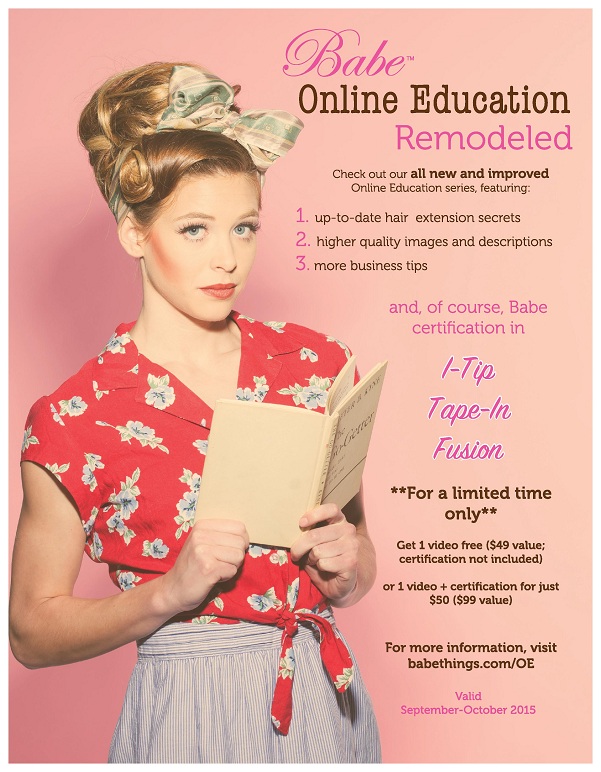 Babe™
Online Education
Remodeled
Check out our all new and improved
Online Education series, featuring:
1. up-to-date hair extension secrets
2. higher quality images and descriptions
3. more business tips
and, of course, Babe
certification in
I-Tip
Tape-In
Fusion
**For a limited time
only**
Get 1 video free ($49 value;
certification not included)
or 1 video + certification for just
$50 ($99 value)
For more information, visit
babethings.com/OE
Valid
September-October 2015